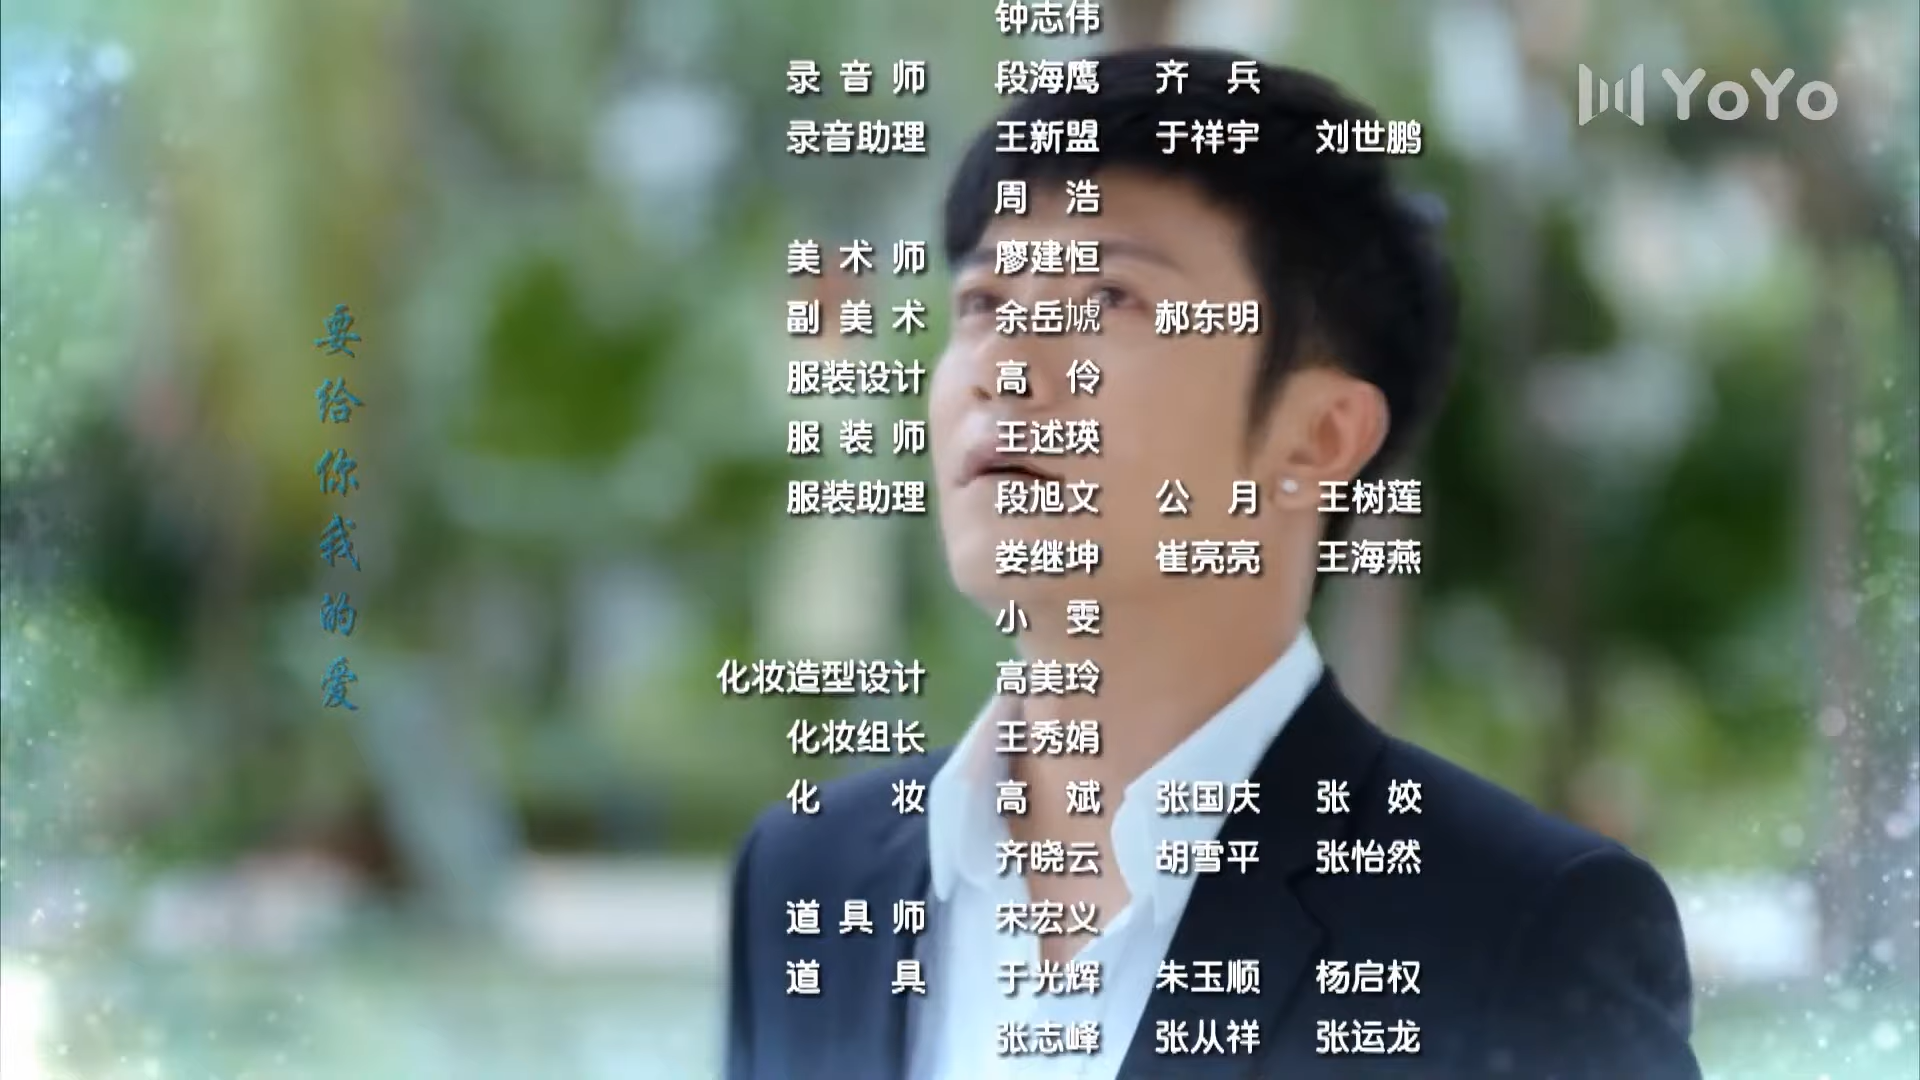 钟志伟
录音师 段海鹰 齐兵
录音助理 王新盟 于祥宇 刘世鹏
周浩
美术师 廖建恒
副美术 余岳虓 郝东明
服装设计 高伶
服装师 王述瑛
服装助理 段旭文 公月 王树莲
娄继坤 崔亮亮 王海燕
小雯
化妆造型设计 高美玲
化妆组长 王秀娟
化妆 高斌 张国庆 张姣
齐晓云 胡雪平 张怡然
道具师 宋宏义
道具 于光辉 朱玉顺 杨启权
张志峰 张从祥 张运龙
要给你我的爱
YoYo